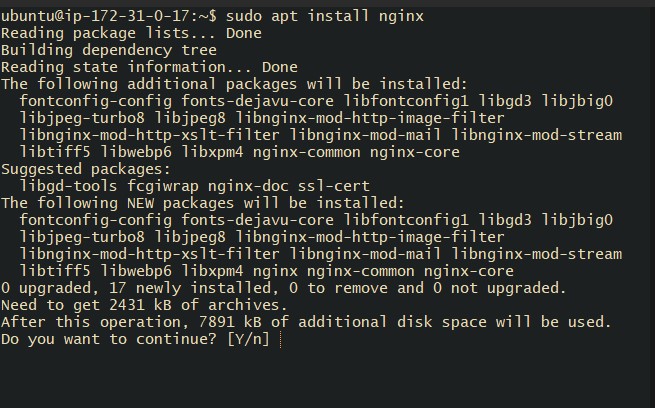 ubuntu@ip-172-31-0-17:~$ sudo apt install nginx
Reading package lists... Done
Building dependency tree
Reading state information... Done
The following additional packages will be installed:
  fontconfig-config fonts-dejavu-core libfontconfig1 libgd3 libjbig0
  libjpeg-turbo8 libjpeg8 libnginx-mod-http-image-filter
  libnginx-mod-http-xslt-filter libnginx-mod-mail libnginx-mod-stream
  libtiff5 libwebp6 libxpm4 nginx-common nginx-core
Suggested packages:
  libgd-tools fcgiwrap nginx-doc ssl-cert
The following NEW packages will be installed:
  fontconfig-config fonts-dejavu-core libfontconfig1 libgd3 libjbig0
  libjpeg-turbo8 libjpeg8 libnginx-mod-http-image-filter
  libnginx-mod-http-xslt-filter libnginx-mod-mail libnginx-mod-stream
  libtiff5 libwebp6 libxpm4 nginx nginx-common nginx-core
0 upgraded, 17 newly installed, 0 to remove and 0 not upgraded.
Need to get 2431 kB of archives.
After this operation, 7891 kB of additional disk space will be used.
Do you want to continue? [Y/n]